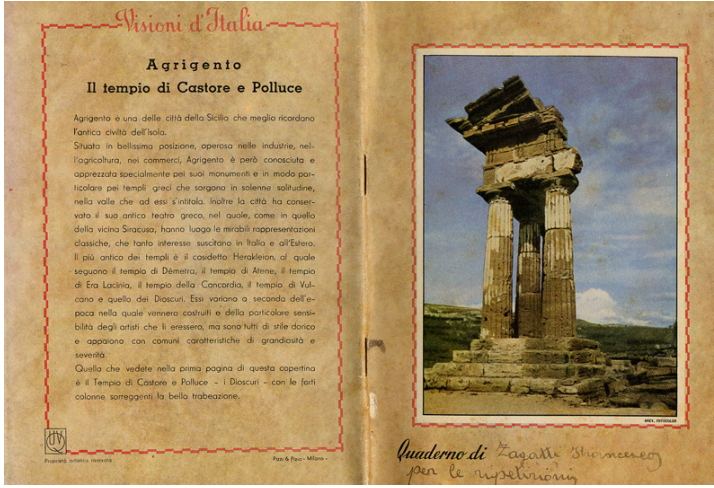 Visioni d'Italia
Agrigento
Il tempio di Castore e Polluce
Agrigento è una delle città della Sicilia che meglio ricordano
l'antica civiltà dell'Isola.
Situata in bellissima posizione, operosa nelle industrie, nel-
l'agricoltura, nei commerci, Agrigento è però conosciuta e
apprezzata specialmente pei suoi monumenti e in modo par-
ticolare pei templi greci che sorgono in solenne solitudine,
nella valle che ad essi s'intitola. Inoltre la città ha conser-
vato il suo antico teatro greco, nel quale, come in quello
della vicina Siracusa, hanno luogo le mirabili rappresentazioni
classiche, che tanto interesse suscitano in Italia e all'Estero.
Il più antico dei templi è il cosidetto Herakleion, al quale
seguono il tempio di Dèmetra, il tempio di Atene, il tempio
di Era Lacinia, il tempio della Concordia, il tempio di Vul-
cano e quello dei Dioscuri. Essi variano a seconda dell'e-
poca nella quale vennero costruiti e della particolare sensi-
bilità degli artisti che li eressero, ma sono tutti di stile dorico
e appaiono con comuni caratteristiche di grandiosità e
severità.
Quella che vedete nella prima pagina di questa copertina
è il Tempio di Castore e Polluce - i Dioscuri - con le forti
colonne sorreggenti la bella trabeazione.
Proprietà artistica riservata
Pizzi & Pizio - Milano -
Quaderno di Zagatti
per le ripetizioni